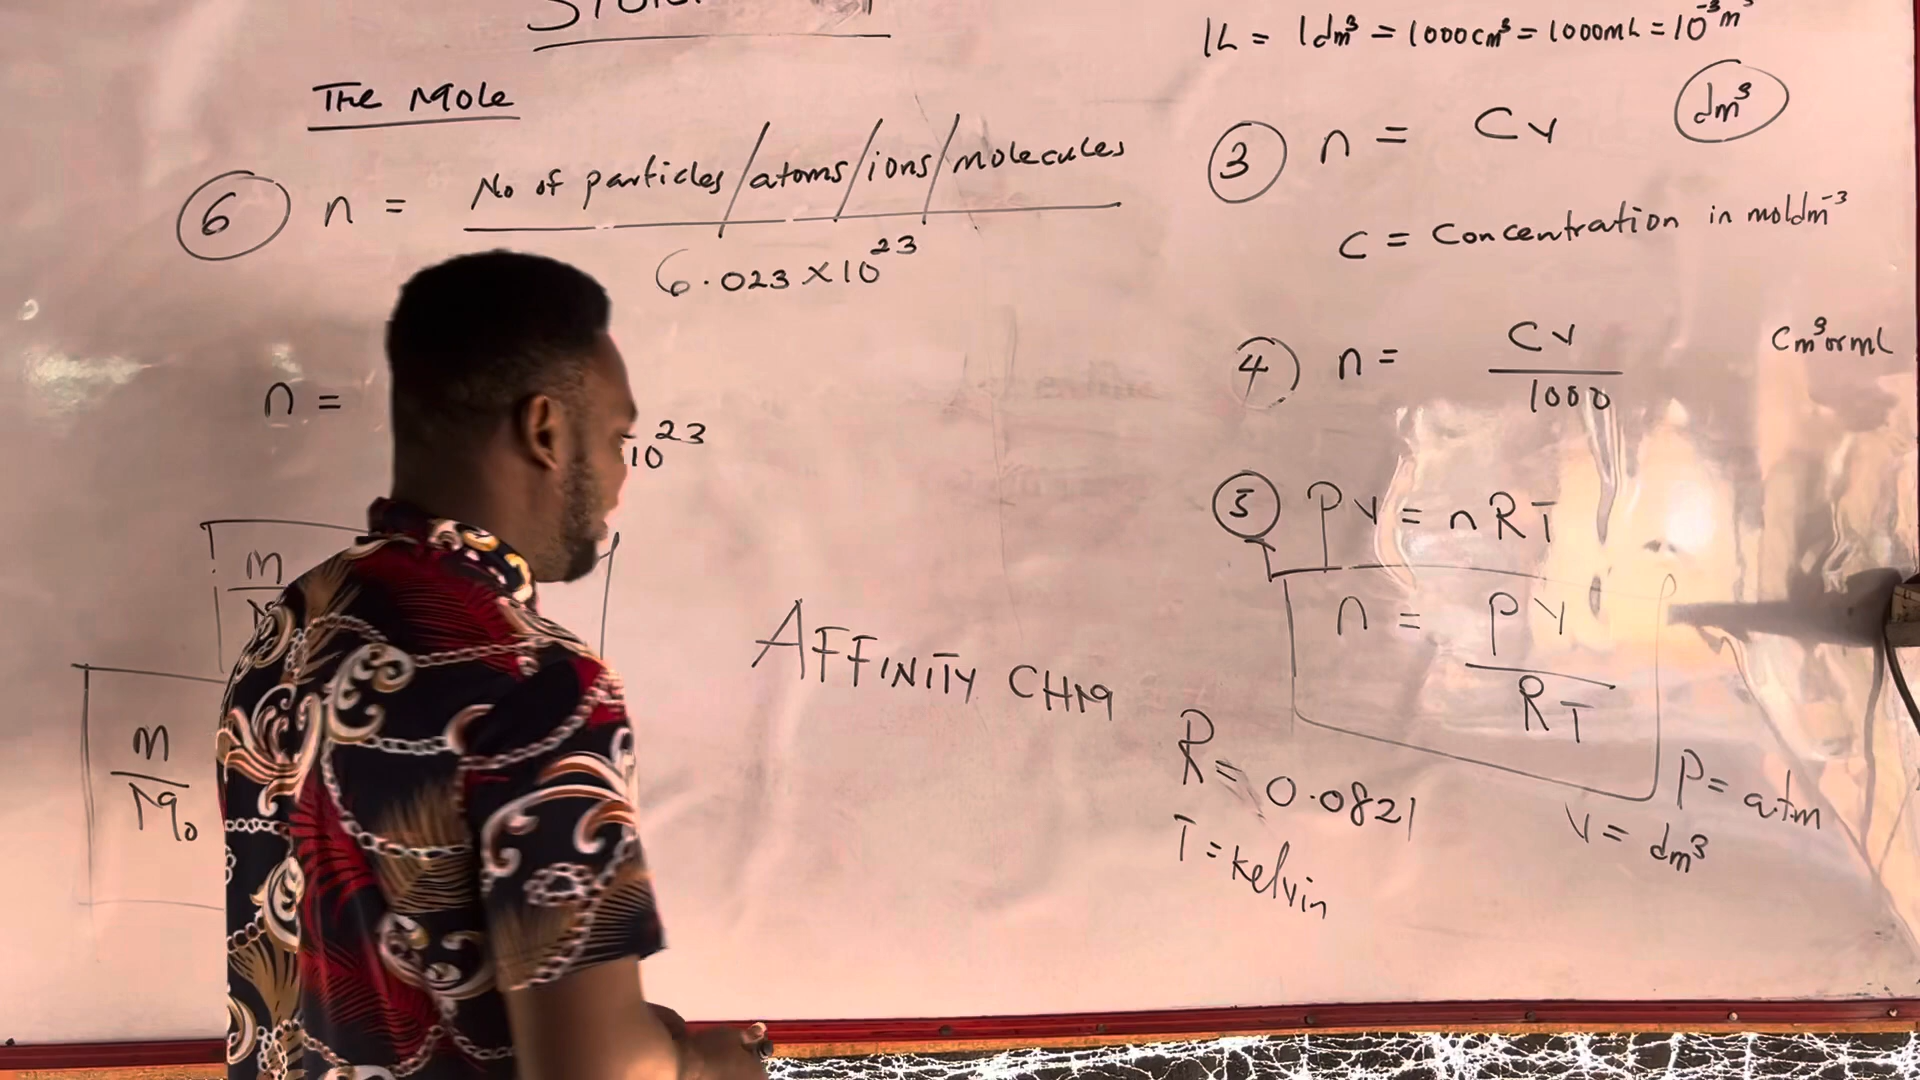 The Mole
6 n = No of particles/atoms/ions/molecules
6.023 x 10²³
n =
10²³
m
m
M₀
AFFINITY CHM
1L = 1dm³ = 1000cm³ = 1000mL = 10⁻³m³
3 n = CV dm³
C = Concentration in moldm⁻³
4 n = CV Cm³ or mL
1000
5 PV = nRT
n = PV
RT
R = 0.0821
T = Kelvin
P = atm
V = dm³